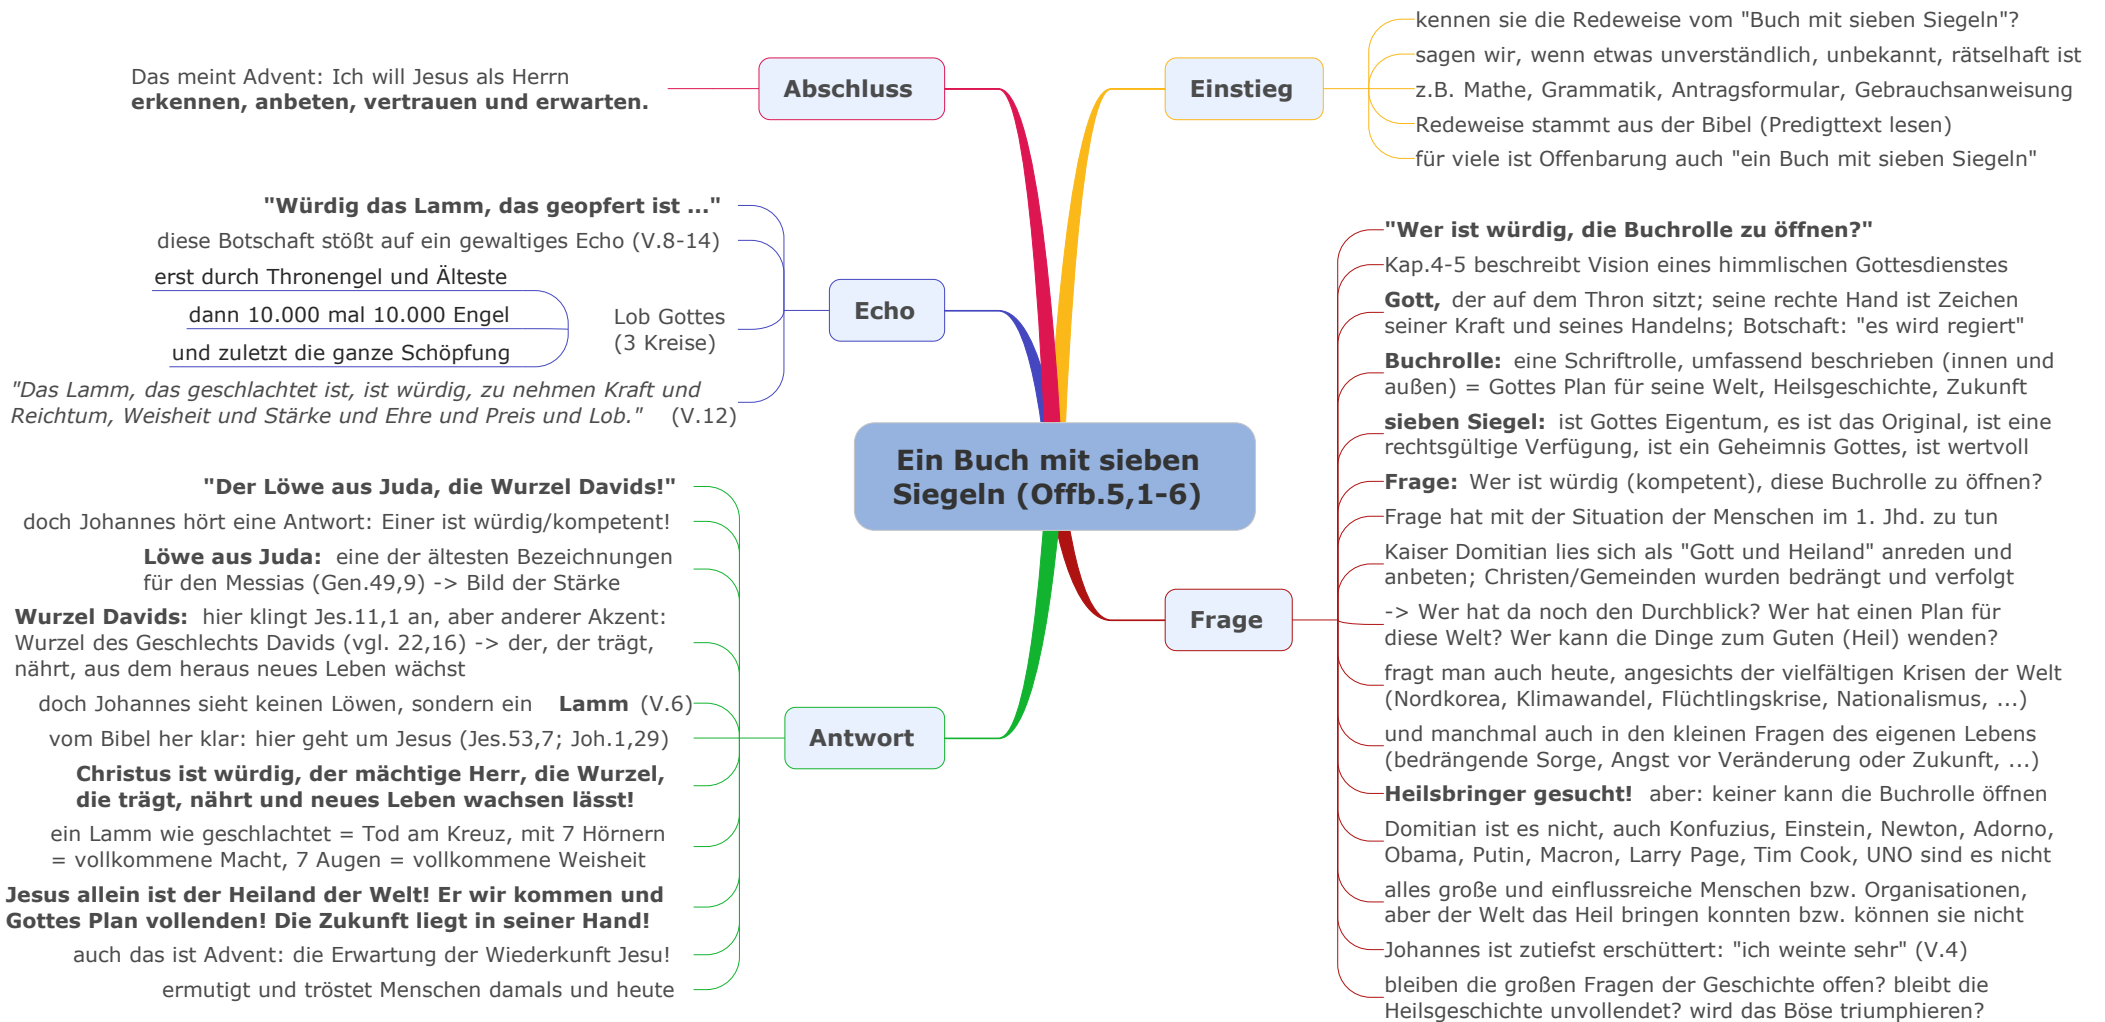 Ein Buch mit sieben
Siegeln (Offb.5,1-6)
Einstieg
kennen sie die Redeweise vom "Buch mit sieben Siegeln"?
sagen wir, wenn etwas unverständlich, unbekannt, rätselhaft ist
z.B. Mathe, Grammatik, Antragsformular, Gebrauchsanweisung
Redeweise stammt aus der Bibel (Predigttext lesen)
für viele ist Offenbarung auch "ein Buch mit sieben Siegeln"
Frage
"Wer ist würdig, die Buchrolle zu öffnen?"
Kap.4-5 beschreibt Vision eines himmlischen Gottesdienstes
Gott, der auf dem Thron sitzt; seine rechte Hand ist Zeichen
seiner Kraft und seines Handelns; Botschaft: "es wird regiert"
Buchrolle: eine Schriftrolle, umfassend beschrieben (innen und
außen) = Gottes Plan für seine Welt, Heilsgeschichte, Zukunft
sieben Siegel: ist Gottes Eigentum, es ist das Original, ist eine
rechtsgültige Verfügung, ist ein Geheimnis Gottes, ist wertvoll
Frage: Wer ist würdig (kompetent), diese Buchrolle zu öffnen?
Frage hat mit der Situation der Menschen im 1. Jhd. zu tun
Kaiser Domitian lies sich als "Gott und Heiland" anreden und
anbeten; Christen/Gemeinden wurden bedrängt und verfolgt
-> Wer hat da noch den Durchblick? Wer hat einen Plan für
diese Welt? Wer kann die Dinge zum Guten (Heil) wenden?
fragt man auch heute, angesichts der vielfältigen Krisen der Welt
(Nordkorea, Klimawandel, Flüchtlingskrise, Nationalismus, ...)
und manchmal auch in den kleinen Fragen des eigenen Lebens
(bedrängende Sorge, Angst vor Veränderung oder Zukunft, ...)
Heilsbringer gesucht! aber: keiner kann die Buchrolle öffnen
Domitian ist es nicht, auch Konfuzius, Einstein, Newton, Adorno,
Obama, Putin, Macron, Larry Page, Tim Cook, UNO sind es nicht
alles große und einflussreiche Menschen bzw. Organisationen,
aber der Welt das Heil bringen konnten bzw. können sie nicht
Johannes ist zutiefst erschüttert: "ich weinte sehr" (V.4)
bleiben die großen Fragen der Geschichte offen? bleibt die
Heilsgeschichte unvollendet? wird das Böse triumphieren?
Antwort
"Der Löwe aus Juda, die Wurzel Davids!"
doch Johannes hört eine Antwort: Einer ist würdig/kompetent!
Löwe aus Juda: eine der ältesten Bezeichnungen
für den Messias (Gen.49,9) -> Bild der Stärke
Wurzel Davids: hier klingt Jes.11,1 an, aber anderer Akzent:
Wurzel des Geschlechts Davids (vgl. 22,16) -> der, der trägt,
nährt, aus dem heraus neues Leben wächst
doch Johannes sieht keinen Löwen, sondern ein Lamm (V.6)
vom Bibel her klar: hier geht um Jesus (Jes.53,7; Joh.1,29)
Christus ist würdig, der mächtige Herr, die Wurzel,
die trägt, nährt und neues Leben wachsen lässt!
ein Lamm wie geschlachtet = Tod am Kreuz, mit 7 Hörnern
= vollkommene Macht, 7 Augen = vollkommene Weisheit
Jesus allein ist der Heiland der Welt! Er wir kommen und
Gottes Plan vollenden! Die Zukunft liegt in seiner Hand!
auch das ist Advent: die Erwartung der Wiederkunft Jesu!
ermutigt und tröstet Menschen damals und heute
Echo
"Würdig das Lamm, das geopfert ist ..."
diese Botschaft stößt auf ein gewaltiges Echo (V.8-14)
Lob Gottes
(3 Kreise)
erst durch Thronengel und Älteste
dann 10.000 mal 10.000 Engel
und zuletzt die ganze Schöpfung
"Das Lamm, das geschlachtet ist, ist würdig, zu nehmen Kraft und
Reichtum, Weisheit und Stärke und Ehre und Preis und Lob." (V.12)
Abschluss
Das meint Advent: Ich will Jesus als Herrn
erkennen, anbeten, vertrauen und erwarten.